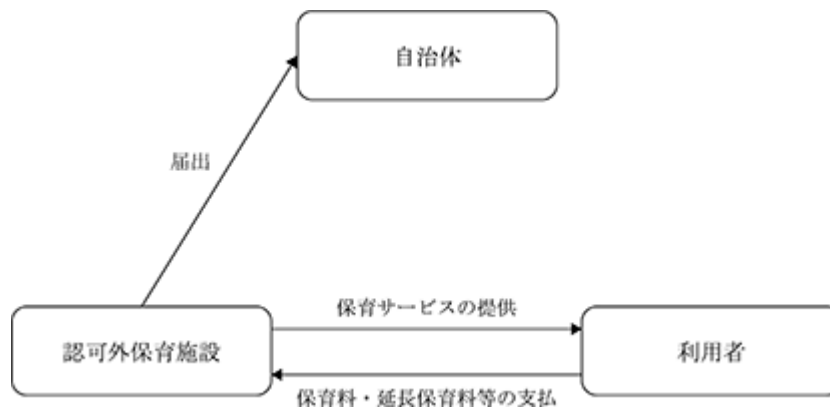 自治体
届出
保育サービスの提供
認可外保育施設
利用者
保育料・延長保育料等の支払